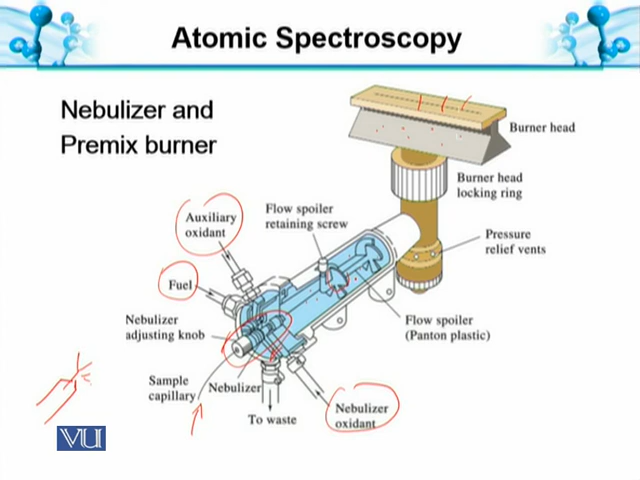 Atomic Spectroscopy
Nebulizer and
Premix burner
Burner head
Burner head
locking ring
Auxiliary
oxidant
Flow spoiler
retaining screw
Pressure
relief vents
Fuel
Nebulizer
adjusting knob
Flow spoiler
(Panton plastic)
Sample
capillary
Nebulizer
To waste
Nebulizer
oxidant
VU